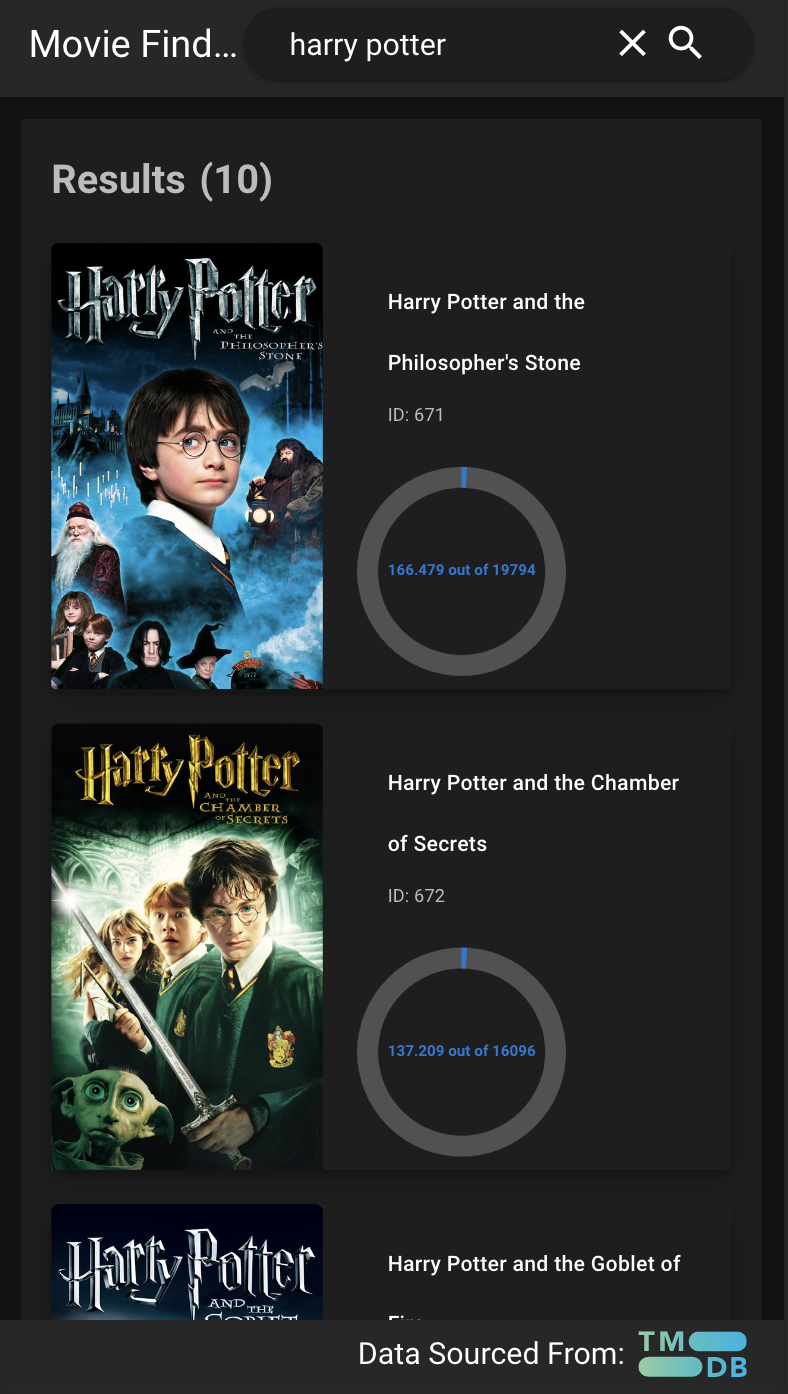 Movie Find...
harry potter
Results (10)
Harry Potter
AND
THE
PHILOSOPHER'S
STONE
Harry Potter and the
Philosopher's Stone
ID: 671
166.479 out of 19794
5972
Harry Potter
AND THE
CHAMBER
OF SECRETS
Harry Potter and the Chamber
of Secrets
ID: 672
137.209 out of 16096
Harry Potter
AND THE
GOBLET
Harry Potter and the Goblet of
Fire
Data Sourced From:
TM
DB